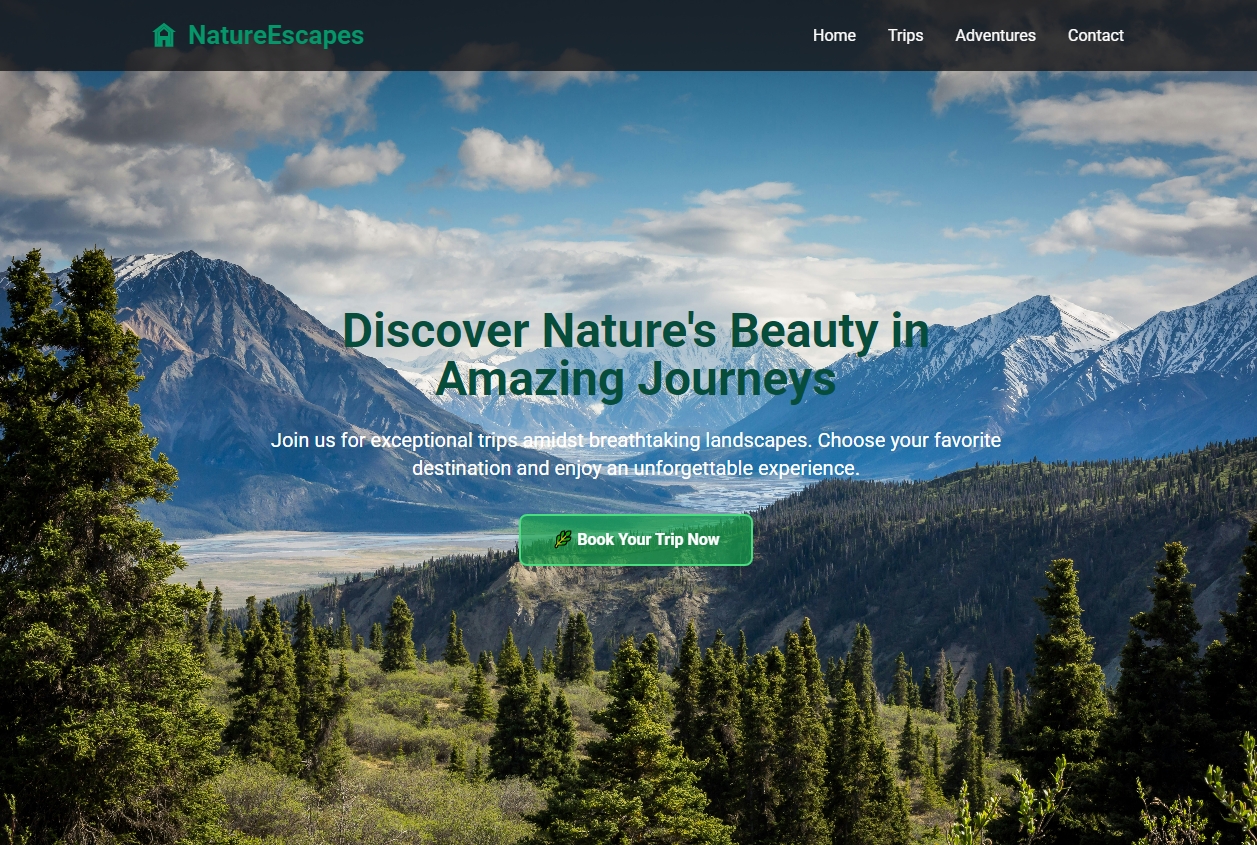 NatureEscapes
Home Trips Adventures Contact
Discover Nature's Beauty in
Amazing Journeys
Join us for exceptional trips amidst breathtaking landscapes. Choose your favorite
destination and enjoy an unforgettable experience.
Book Your Trip Now